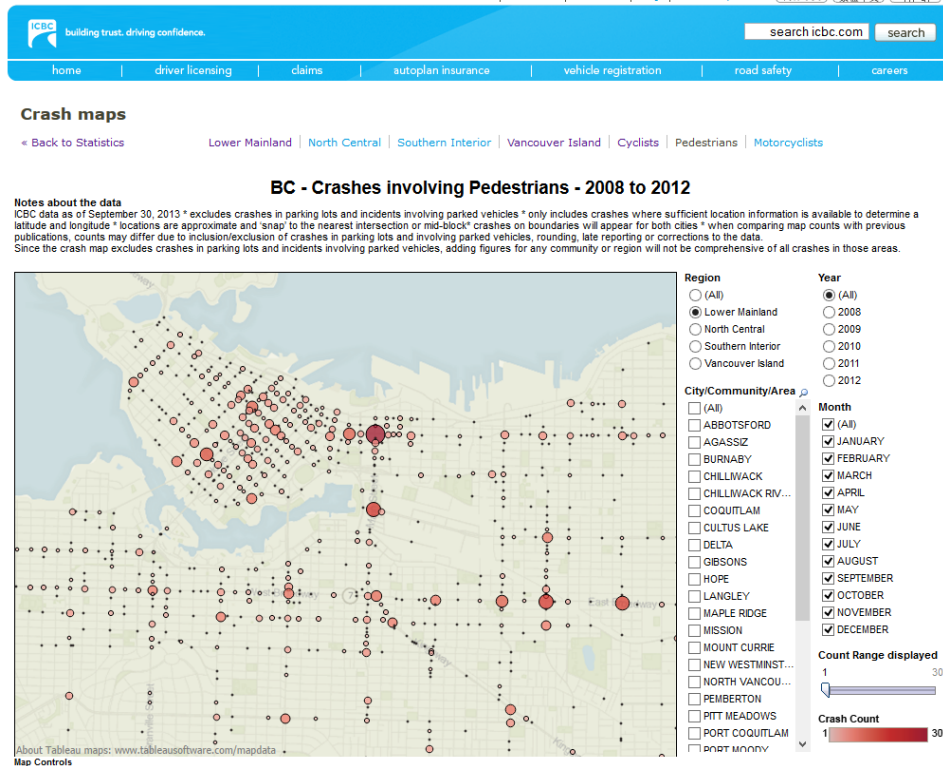 ICBC
building trust. driving confidence.
search icbc.com
search
home | driver licensing | claims | autoplan insurance | vehicle registration | road safety | careers
Crash maps
« Back to Statistics
Lower Mainland | North Central | Southern Interior | Vancouver Island | Cyclists | Pedestrians | Motorcyclists
BC - Crashes involving Pedestrians - 2008 to 2012
Notes about the data
ICBC data as of September 30, 2013 * excludes crashes in parking lots and incidents involving parked vehicles * only includes crashes where sufficient location information is available to determine a
latitude and longitude * locations are approximate and 'snap' to the nearest intersection or mid-block* crashes on boundaries will appear for both cities * when comparing map counts with previous
publications, counts may differ due to inclusion/exclusion of crashes in parking lots and involving parked vehicles, rounding, late reporting or corrections to the data.
Since the crash map excludes crashes in parking lots and incidents involving parked vehicles, adding figures for any community or region will not be comprehensive of all crashes in those areas.
7
About Tableau maps: www.tableausoftware.com/mapdata
Map Controls
Region
(All)
Lower Mainland
North Central
Southern Interior
Vancouver Island
City/Community/Area
(All)
ABBOTSFORD
AGASSIZ
BURNABY
CHILLIWACK
CHILLIWACK RIV...
COQUITLAM
CULTUS LAKE
DELTA
GIBSONS
HOPE
LANGLEY
MAPLE RIDGE
MISSION
MOUNT CURRIE
NEW WESTMINST...
NORTH VANCOU...
PEMBERTON
PITT MEADOWS
PORT COQUITLAM
PORT MOODY
Year
(All)
2008
2009
2010
2011
2012
Month
(All)
JANUARY
FEBRUARY
MARCH
APRIL
MAY
JUNE
JULY
AUGUST
SEPTEMBER
OCTOBER
NOVEMBER
DECEMBER
Count Range displayed
1 30
Crash Count
1 30